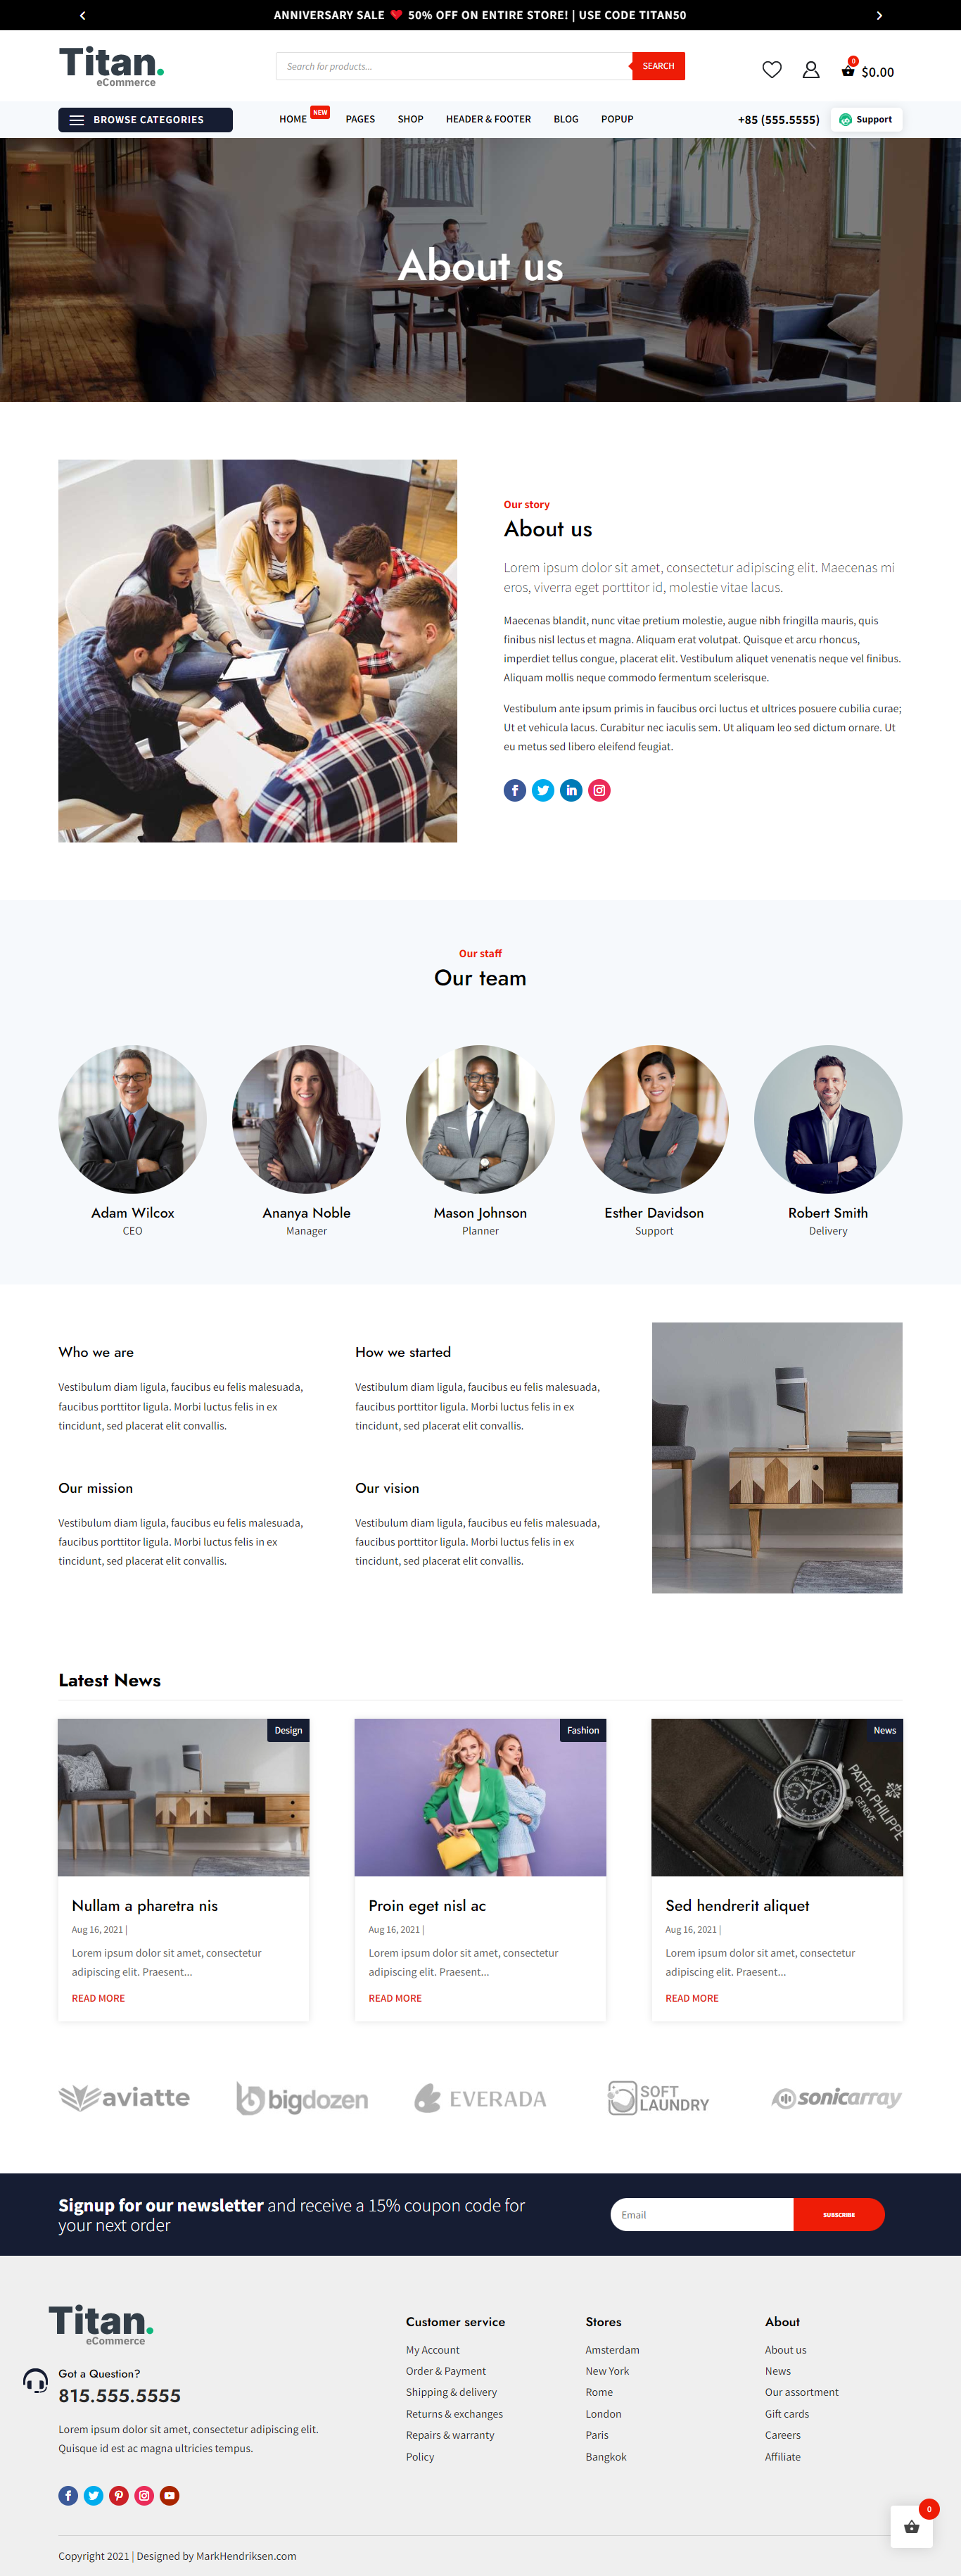 ANNIVERSARY SALE ❤ 50% OFF ON ENTIRE STORE! | USE CODE TITAN50
Titan.
eCommerce
Search for products...
SEARCH
0
$0.00
BROWSE CATEGORIES
HOME
NEW
PAGES
SHOP
HEADER & FOOTER
BLOG
POPUP
+85 (555.5555)
Support
About us
Our story
About us
Lorem ipsum dolor sit amet, consectetur adipiscing elit. Maecenas mi
eros, viverra eget porttitor id, molestie vitae lacus.
Maecenas blandit, nunc vitae pretium molestie, augue nibh fringilla mauris, quis
finibus nisl lectus et magna. Aliquam erat volutpat. Quisque et arcu rhoncus,
imperdiet tellus congue, placerat elit. Vestibulum aliquet venenatis neque vel finibus.
Aliquam mollis neque commodo fermentum scelerisque.
Vestibulum ante ipsum primis in faucibus orci luctus et ultrices posuere cubilia curae;
Ut et vehicula lacus. Curabitur nec iaculis sem. Ut aliquam leo sed dictum ornare. Ut
eu metus sed libero eleifend feugiat.
Our staff
Our team
Adam Wilcox
CEO
Ananya Noble
Manager
Mason Johnson
Planner
Esther Davidson
Support
Robert Smith
Delivery
Who we are
Vestibulum diam ligula, faucibus eu felis malesuada,
faucibus porttitor ligula. Morbi luctus felis in ex
tincidunt, sed placerat elit convallis.
How we started
Vestibulum diam ligula, faucibus eu felis malesuada,
faucibus porttitor ligula. Morbi luctus felis in ex
tincidunt, sed placerat elit convallis.
Our mission
Vestibulum diam ligula, faucibus eu felis malesuada,
faucibus porttitor ligula. Morbi luctus felis in ex
tincidunt, sed placerat elit convallis.
Our vision
Vestibulum diam ligula, faucibus eu felis malesuada,
faucibus porttitor ligula. Morbi luctus felis in ex
tincidunt, sed placerat elit convallis.
Latest News
Design
Nullam a pharetra nis
Aug 16, 2021 |
Lorem ipsum dolor sit amet, consectetur
adipiscing elit. Praesent...
READ MORE
Fashion
Proin eget nisl ac
Aug 16, 2021 |
Lorem ipsum dolor sit amet, consectetur
adipiscing elit. Praesent...
READ MORE
News
PATEK PHILIPPE
GENEVE
Sed hendrerit aliquet
Aug 16, 2021 |
Lorem ipsum dolor sit amet, consectetur
adipiscing elit. Praesent...
READ MORE
aviatte
bigdozen
EVERADA
SOFT
LAUNDRY
sonicarray
Signup for our newsletter and receive a 15% coupon code for
your next order
Email
SUBSCRIBE
Titan.
eCommerce
Got a Question?
815.555.5555
Lorem ipsum dolor sit amet, consectetur adipiscing elit.
Quisque id est ac magna ultricies tempus.
Customer service
My Account
Order & Payment
Shipping & delivery
Returns & exchanges
Repairs & warranty
Policy
Stores
Amsterdam
New York
Rome
London
Paris
Bangkok
About
About us
News
Our assortment
Gift cards
Careers
Affiliate
0
Copyright 2021 | Designed by MarkHendriksen.com